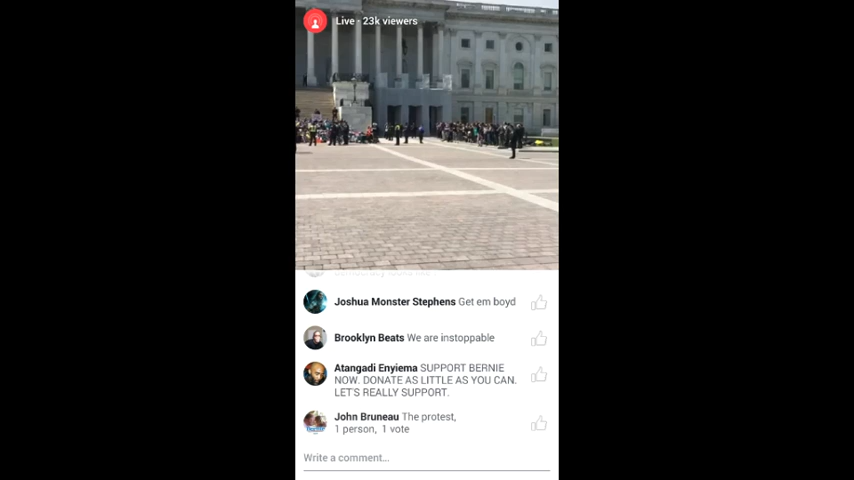 Live · 23k viewers
Joshua Monster Stephens Get em boyd
Brooklyn Beats We are instoppable
Atangadi Enyiema SUPPORT BERNIE
NOW. DONATE AS LITTLE AS YOU CAN.
LET'S REALLY SUPPORT.
John Bruneau The protest,
1 person, 1 vote
Write a comment...